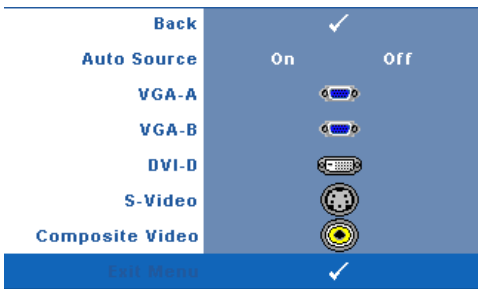 Back
Auto Source On Off
VGA-A
VGA-B
DVI-D
S-Video
Composite Video
Exit Menu